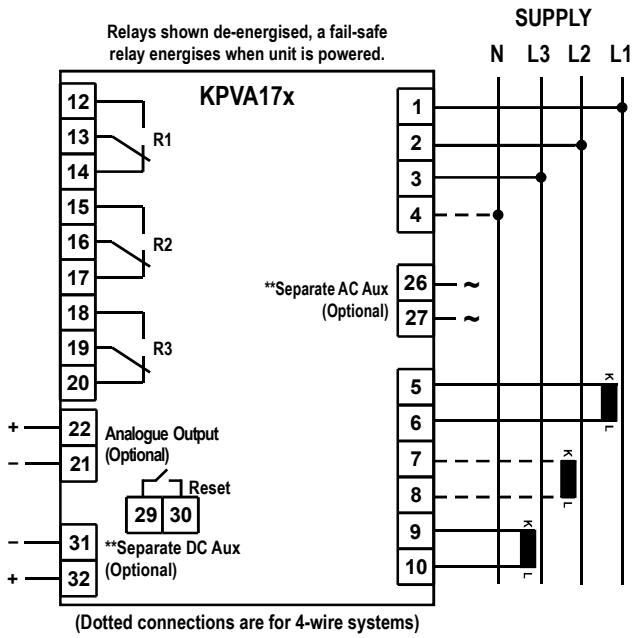 Relays shown de-energised, a fail-safe
relay energises when unit is powered.
SUPPLY
N L3 L2 L1
KPVA17x
12
13
14
R1
15
16
17
R2
18
19
20
R3
+ 22
− 21
Analogue Output
(Optional)
Reset
29 30
− 31
+ 32
**Separate DC Aux
(Optional)
1
2
3
4
**Separate AC Aux
(Optional)
26 ~
27 ~
5
6
K
L
7
8
K
L
9
10
K
L
(Dotted connections are for 4-wire systems)